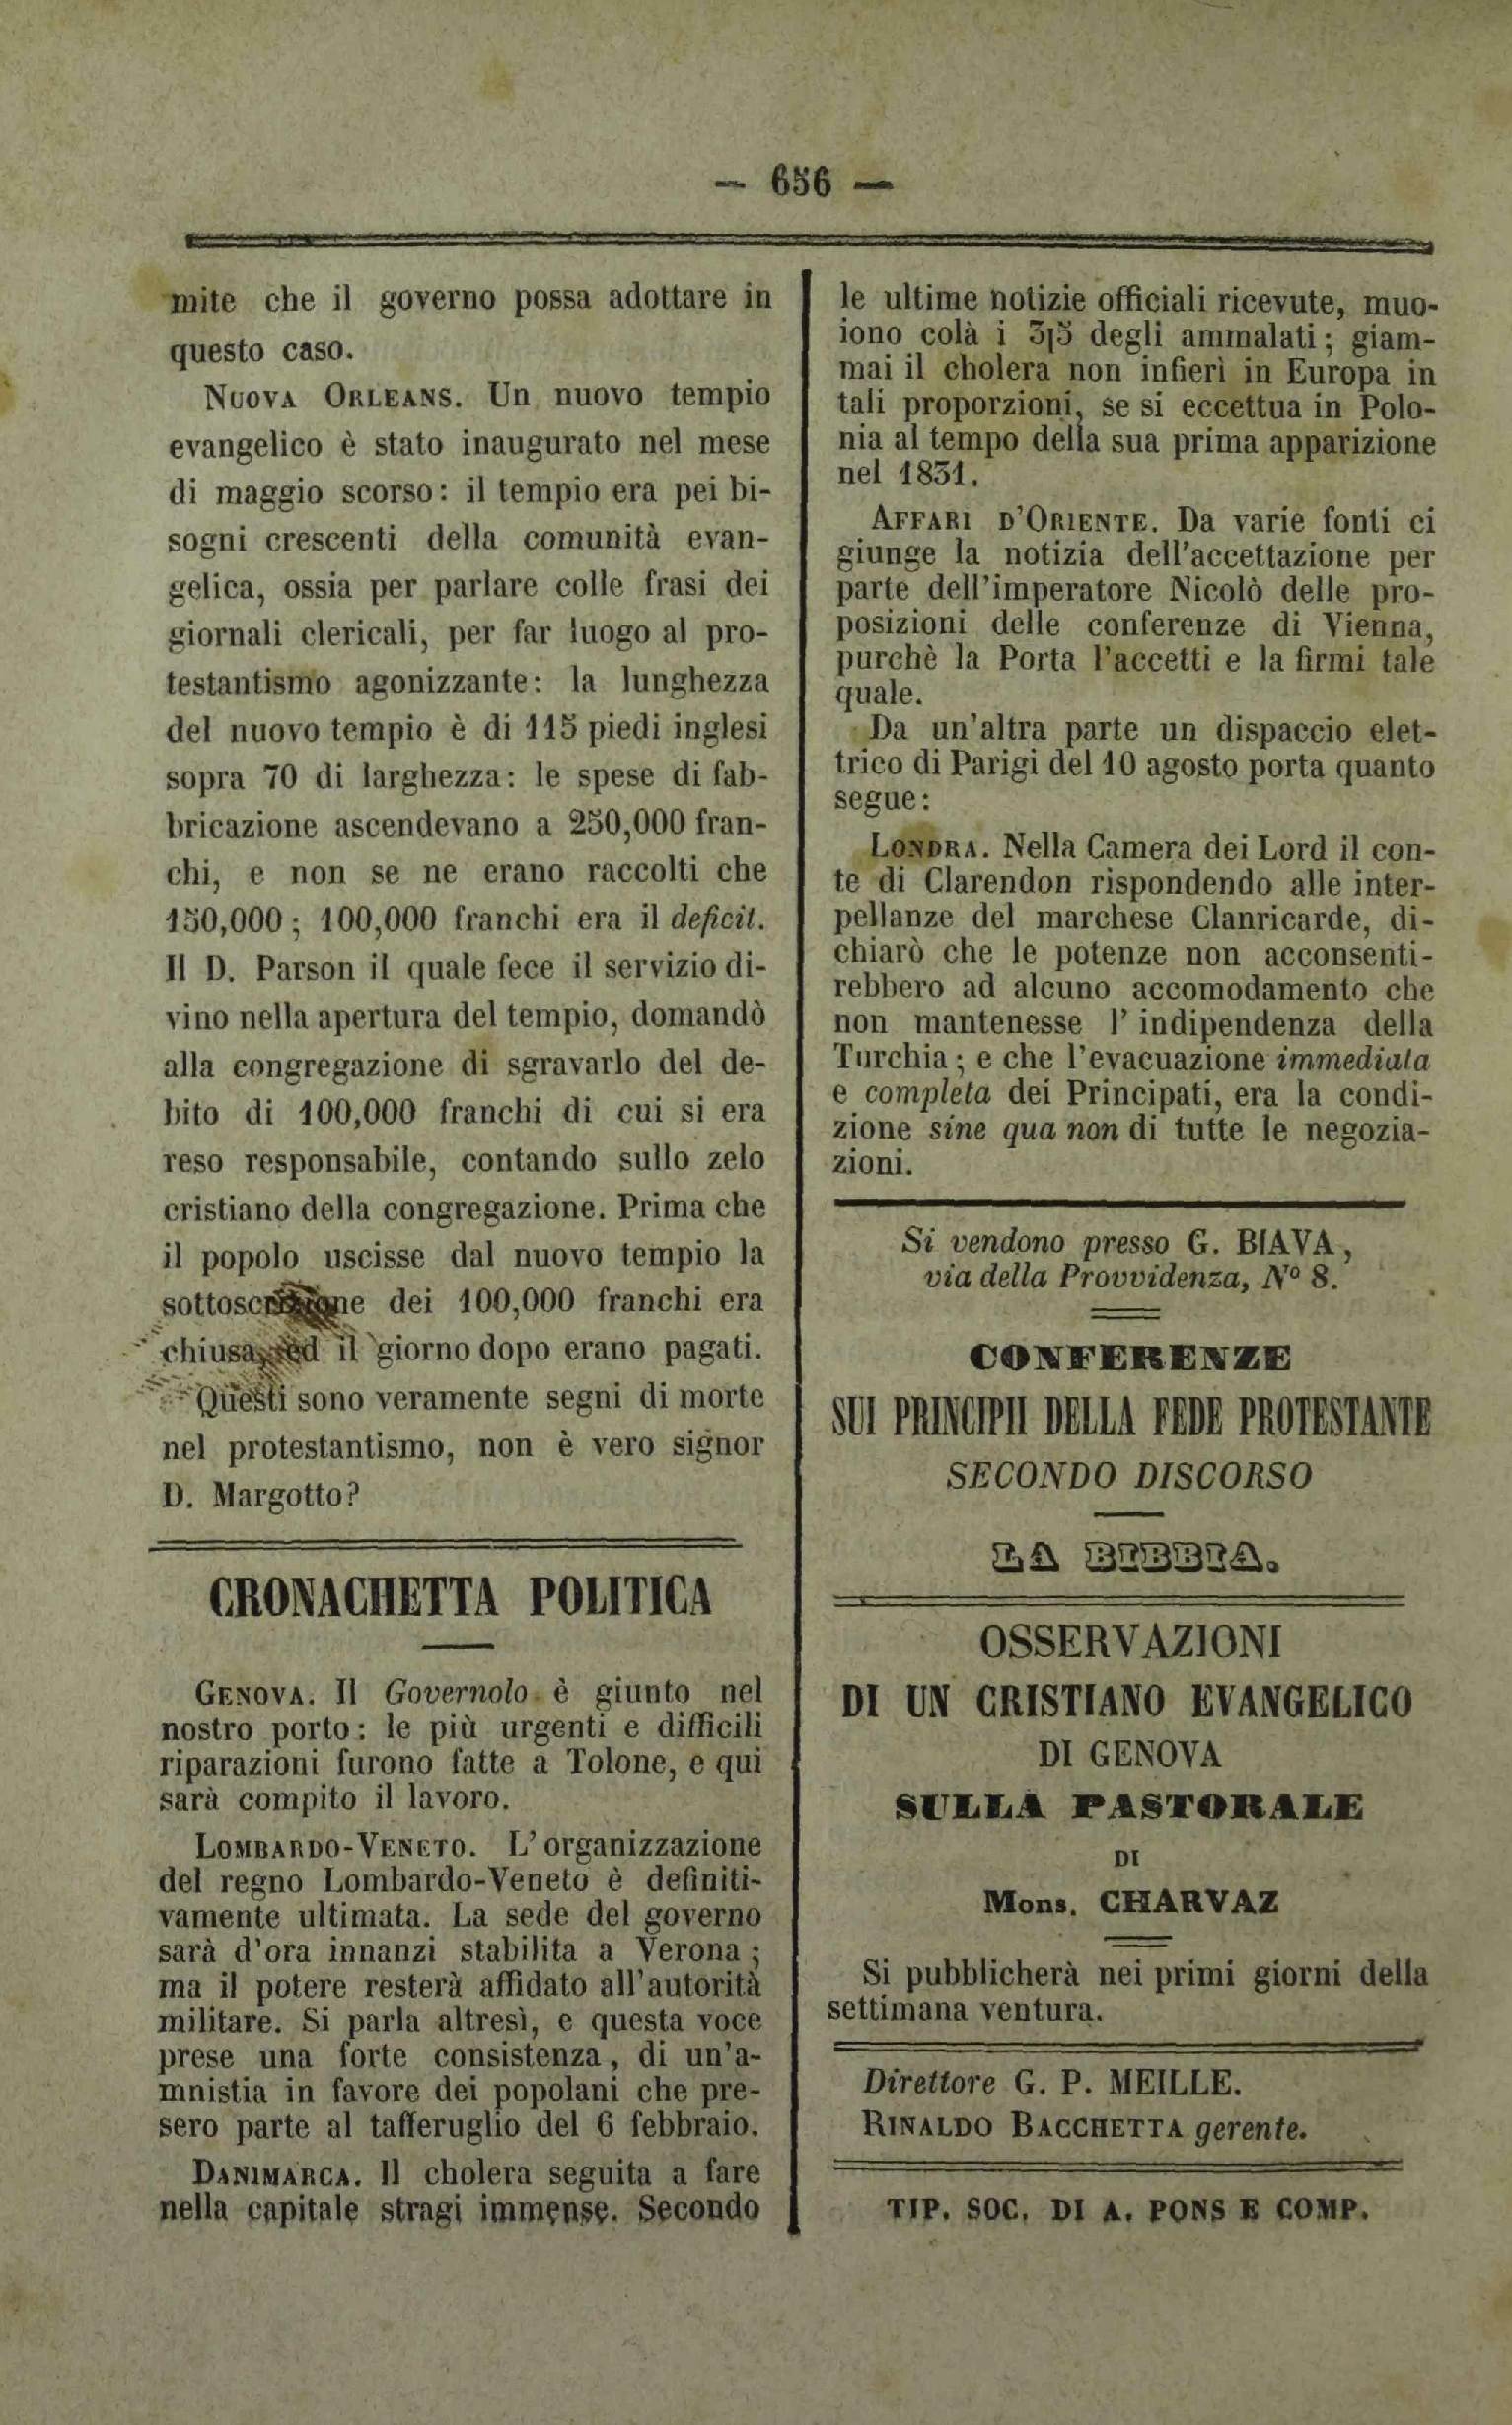 — 656 —
mite che il governo possa adottare in
questo caso.
NUOVA ORLEANS. Un nuovo tempio
evangelico è stato inaugurato nel mese
di maggio scorso: il tempio era pei bi-
sogni crescenti della comunità evan-
gelica, ossia per parlare colle frasi dei
giornali clericali, per far luogo al pro-
testantismo agonizzante: la lunghezza
del nuovo tempio è di 115 piedi inglesi
sopra 70 di larghezza: le spese di fab-
bricazione ascendevano a 250,000 fran-
chi, e non se ne erano raccolti che
150,000; 100,000 franchi era il deficit.
Il D. Parson il quale fece il servizio di-
vino nella apertura del tempio, domandò
alla congregazione di sgravarlo del de-
bito di 100,000 franchi di cui si era
reso responsabile, contando sullo zelo
cristiano della congregazione. Prima che
il popolo uscisse dal nuovo tempio la
sottoscrizione dei 100,000 franchi era
chiusa, ed il giorno dopo erano pagati.
Questi sono veramente segni di morte
nel protestantismo, non è vero signor
D. Margotto?
CRONACHETTA POLITICA
GENOVA. Il Governolo è giunto nel
nostro porto: le più urgenti e difficili
riparazioni furono fatte a Tolone, e qui
sarà compito il lavoro.
LOMBARDO-VENETO. L'organizzazione
del regno Lombardo-Veneto è definiti-
vamente ultimata. La sede del governo
sarà d'ora innanzi stabilita a Verona;
ma il potere resterà affidato all'autorità
militare. Si parla altresì, e questa voce
prese una forte consistenza, di un'a-
mnistia in favore dei popolani che pre-
sero parte al tafferuglio del 6 febbraio.
DANIMARCA. Il cholera seguita a fare
nella capitale stragi immense. Secondo
le ultime notizie officiali ricevute, muo-
iono colà i 3|5 degli ammalati; giam-
mai il cholera non infierì in Europa in
tali proporzioni, se si eccettua in Polo-
nia al tempo della sua prima apparizione
nel 1831.
AFFARI D'ORIENTE. Da varie fonti ci
giunge la notizia dell'accettazione per
parte dell'imperatore Nicolò delle pro-
posizioni delle conferenze di Vienna,
purchè la Porta l'accetti e la firmi tale
quale.
Da un'altra parte un dispaccio elet-
trico di Parigi del 10 agosto porta quanto
segue:
LONDRA. Nella Camera dei Lord il con-
te di Clarendon rispondendo alle inter-
pellanze del marchese Clanricarde, di-
chiarò che le potenze non acconsenti-
rebbero ad alcuno accomodamento che
non mantenesse l'indipendenza della
Turchia; e che l'evacuazione immediata
e completa dei Principati, era la condi-
zione sine qua non di tutte le negozia-
zioni.
Si vendono presso G. BIAVA,
via della Provvidenza, Nº 8.
CONFERENZE
SUI PRINCIPII DELLA FEDE PROTESTANTE
SECONDO DISCORSO
LA BIBBIA.
OSSERVAZIONI
DI UN CRISTIANO EVANGELICO
DI GENOVA
SULLA PASTORALE
DI
Mons. CHARVAZ
Si pubblicherà nei primi giorni della
settimana ventura.
Direttore G. P. MEILLE.
RINALDO BACCHETTA gerente.
TIP. SOC. DI A. PONS E COMP.